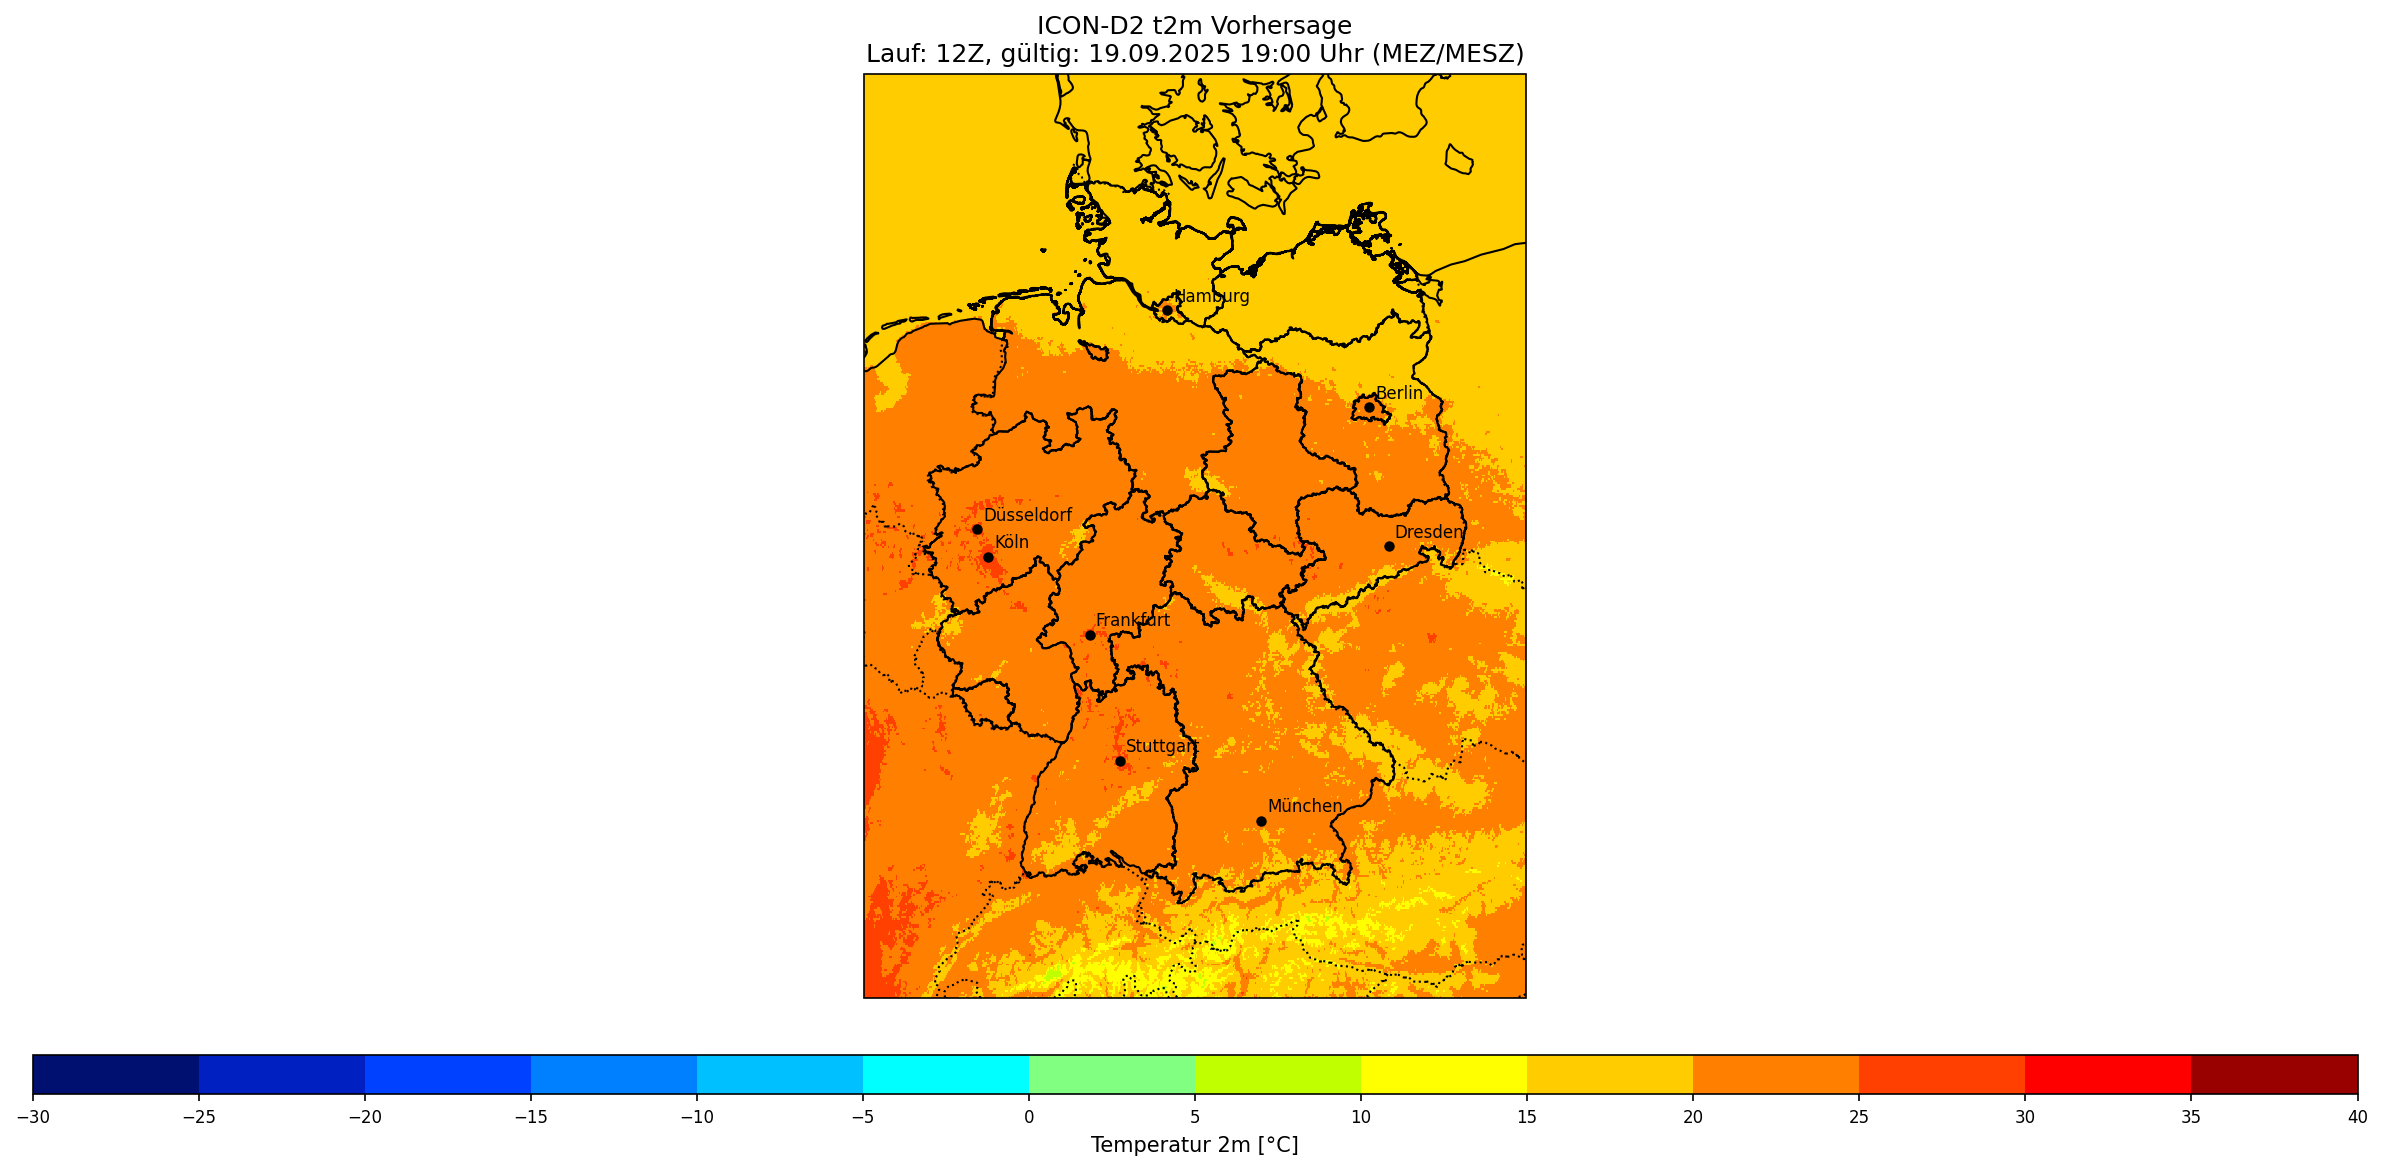 ICON-D2 t2m Vorhersage
Lauf: 12Z, gültig: 19.09.2025 19:00 Uhr (MEZ/MESZ)
Hamburg
Berlin
Düsseldorf
Köln
Dresden
Frankfurt
Stuttgart
München
−30 −25 −20 −15 −10 −5 0 5 10 15 20 25 30 35 40
Temperatur 2m [°C]